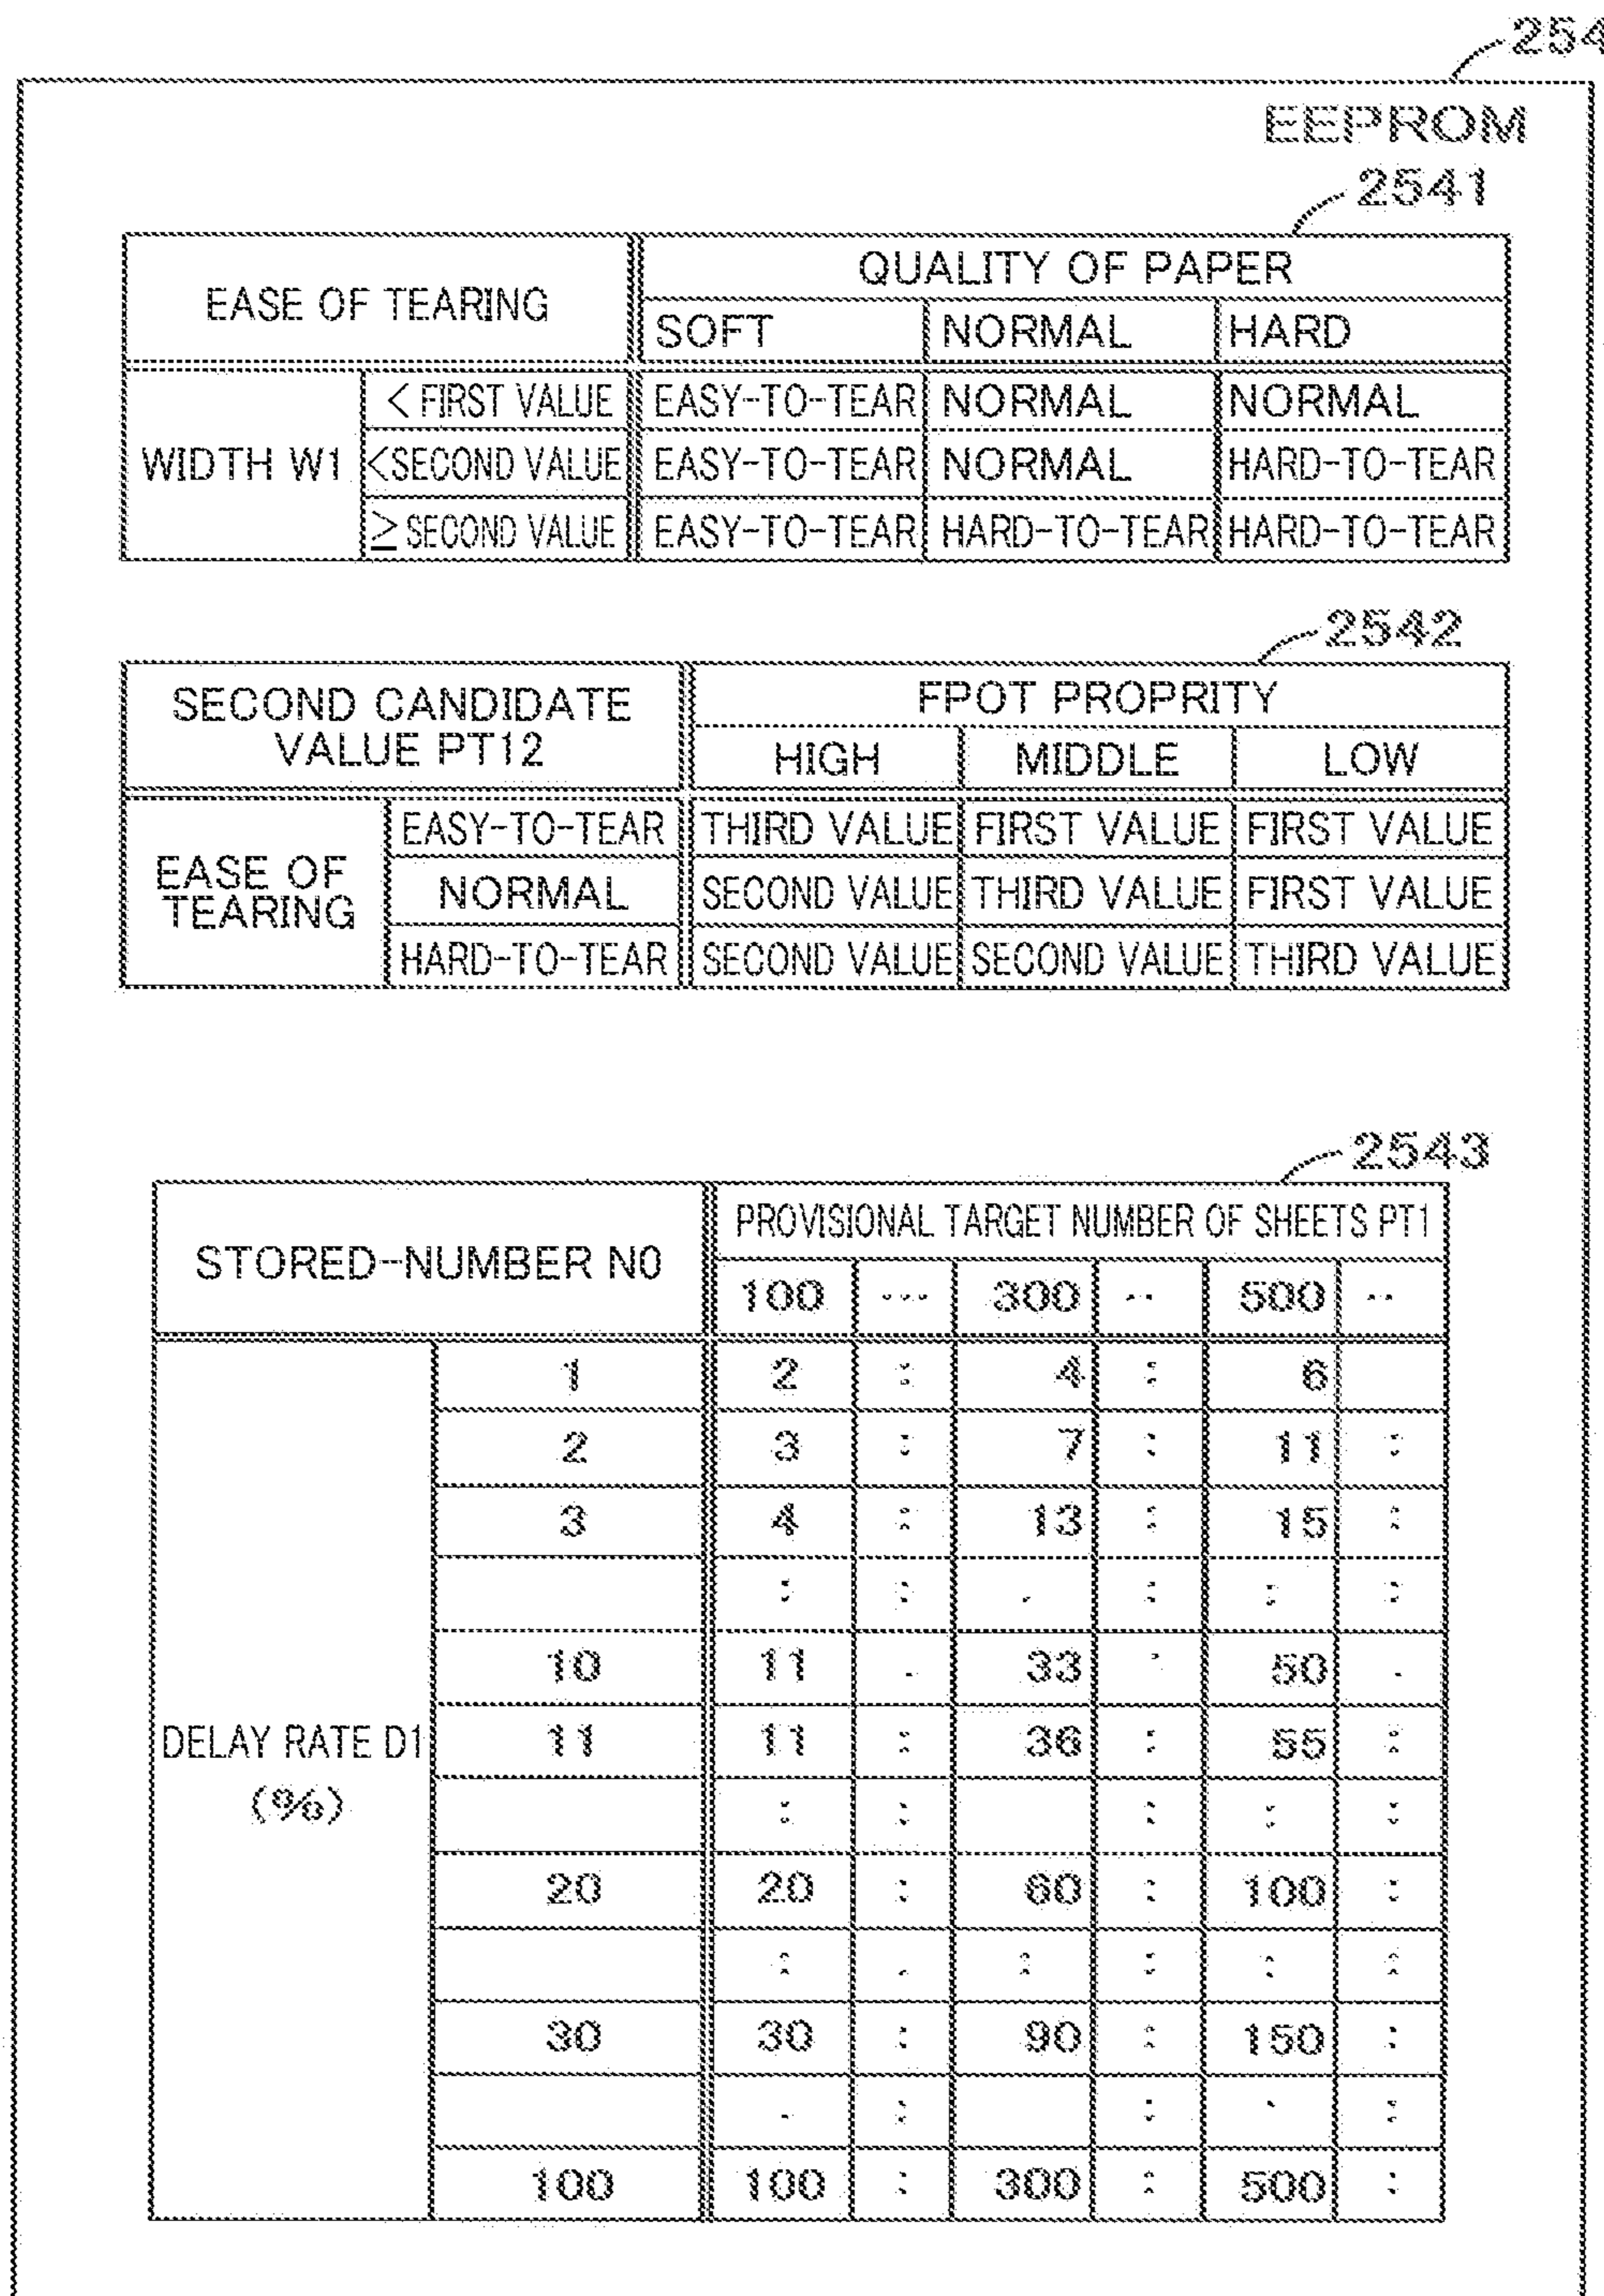 254
EEPROM
2541
EASE OF TEARING
QUALITY OF PAPER
SOFT NORMAL HARD
WIDTH W1
< FIRST VALUE EASY-TO-TEAR NORMAL NORMAL
<SECOND VALUE EASY-TO-TEAR NORMAL HARD-TO-TEAR
≥ SECOND VALUE EASY-TO-TEAR HARD-TO-TEAR HARD-TO-TEAR
2542
SECOND CANDIDATE
VALUE PT12
FPOT PROPRITY
HIGH MIDDLE LOW
EASE OF
TEARING
EASY-TO-TEAR THIRD VALUE FIRST VALUE FIRST VALUE
NORMAL SECOND VALUE THIRD VALUE FIRST VALUE
HARD-TO-TEAR SECOND VALUE SECOND VALUE THIRD VALUE
2543
STORED-NUMBER N0
PROVISIONAL TARGET NUMBER OF SHEETS PT1
100 ... 300 .. 500 ..
DELAY RATE D1
(%)
1 2 : 4 : 6
2 3 : 7 : 11 :
3 4 : 13 : 15 :
: : . : : :
10 11 . 33 . 50 .
11 11 : 36 : 55 :
: : : : :
20 20 : 60 : 100 :
: . : : : :
30 30 : 90 : 150 :
. : : . :
100 100 : 300 : 500 :